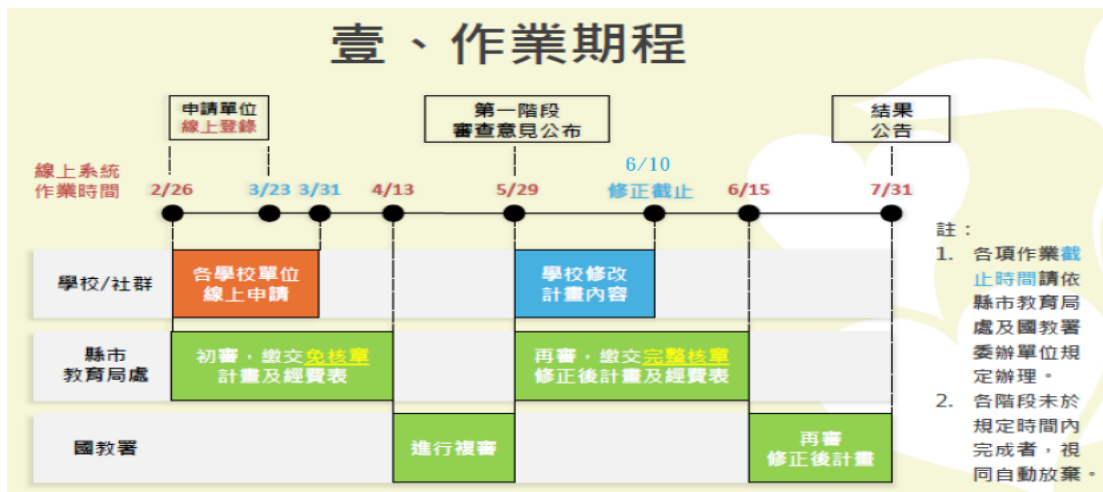 壹、作業期程
申請單位
線上登錄
第一階段
審查意見公布
結果
公告
線上系統
作業時間
2/26
3/23
3/31
4/13
5/29
6/10
修正截止
6/15
7/31
學校/社群
各學校單位
線上申請
學校修改
計畫內容
縣市
教育局處
初審，繳交免核章
計畫及經費表
再審，繳交完整核章
修正後計畫及經費表
國教署
進行複審
再審
修正後計畫
註：
1. 各項作業截
止時間請依
縣市教育局
處及國教署
委辦單位規
定辦理。
2. 各階段未於
規定時間內
完成者，視
同自動放棄。